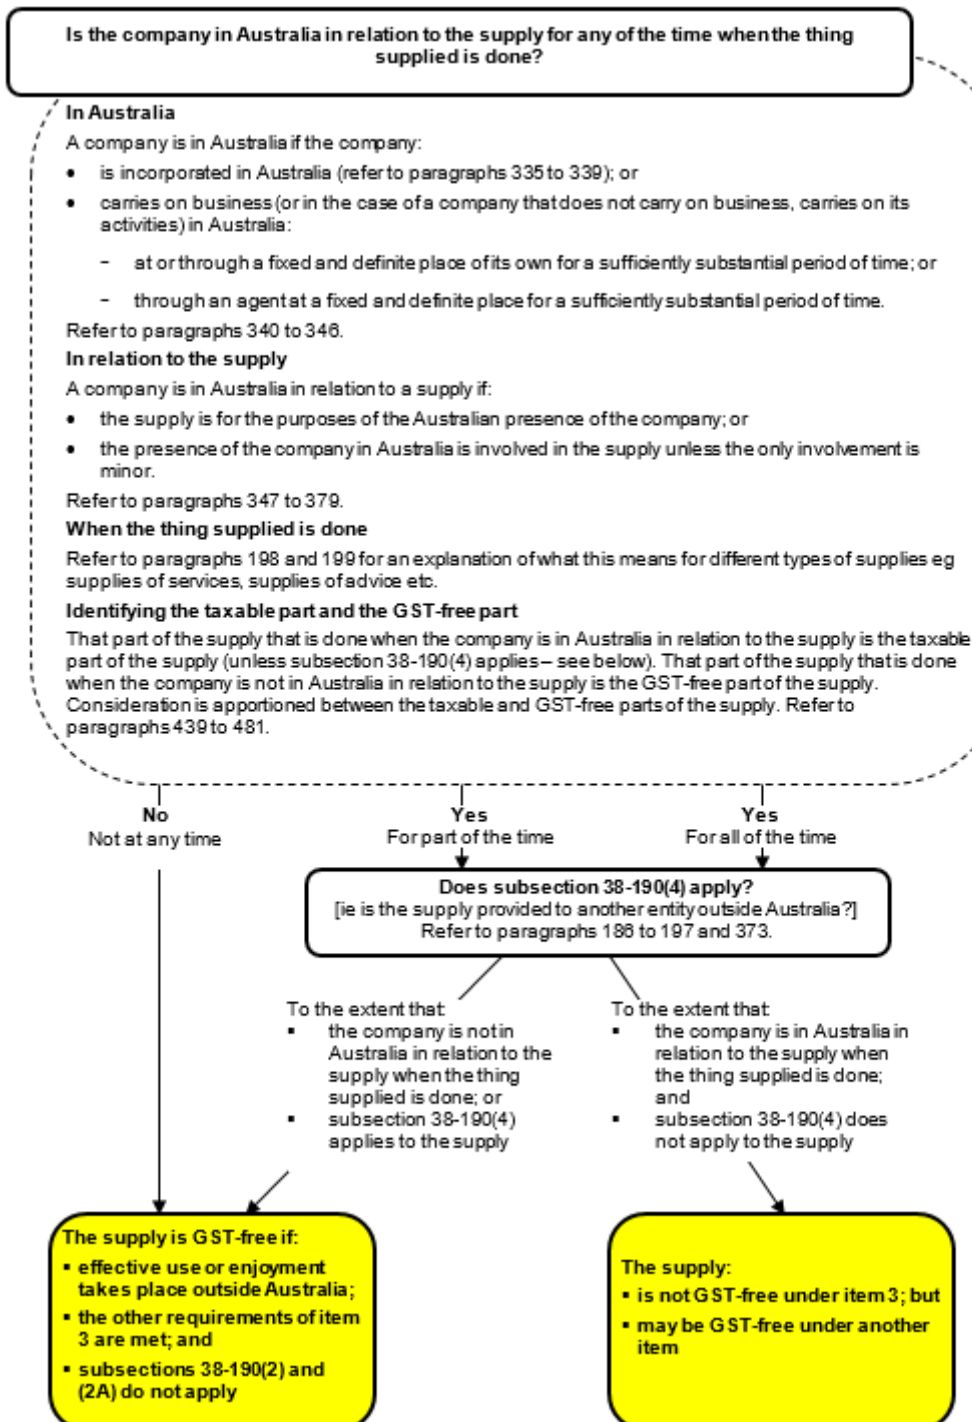 Is the company in Australia in relation to the supply for any of the time when the thing
supplied is done?
In Australia
A company is in Australia if the company:
• is incorporated in Australia (refer to paragraphs 335 to 339); or
• carries on business (or in the case of a company that does not carry on business, carries on its
activities) in Australia:
− at or through a fixed and definite place of its own for a sufficiently substantial period of time; or
− through an agent at a fixed and definite place for a sufficiently substantial period of time.
Refer to paragraphs 340 to 346.
In relation to the supply
A company is in Australia in relation to a supply if:
• the supply is for the purposes of the Australian presence of the company; or
• the presence of the company in Australia is involved in the supply unless the only involvement is
minor.
Refer to paragraphs 347 to 379.
When the thing supplied is done
Refer to paragraphs 198 and 199 for an explanation of what this means for different types of supplies eg
supplies of services, supplies of advice etc.
Identifying the taxable part and the GST-free part
That part of the supply that is done when the company is in Australia in relation to the supply is the taxable
part of the supply (unless subsection 38-190(4) applies – see below). That part of the supply that is done
when the company is not in Australia in relation to the supply is the GST-free part of the supply.
Consideration is apportioned between the taxable and GST-free parts of the supply. Refer to
paragraphs 439 to 481.
No
Not at any time
Yes
For part of the time
Yes
For all of the time
Does subsection 38-190(4) apply?
[ie is the supply provided to another entity outside Australia?]
Refer to paragraphs 186 to 197 and 373.
To the extent that:
▪ the company is not in
Australia in relation to the
supply when the thing
supplied is done; or
▪ subsection 38-190(4)
applies to the supply
To the extent that:
▪ the company is in Australia in
relation to the supply when
the thing supplied is done;
and
▪ subsection 38-190(4) does
not apply to the supply
The supply is GST-free if:
▪ effective use or enjoyment
takes place outside Australia;
▪ the other requirements of item
3 are met; and
▪ subsections 38-190(2) and
(2A) do not apply
The supply:
▪ is not GST-free under item 3; but
▪ may be GST-free under another
item